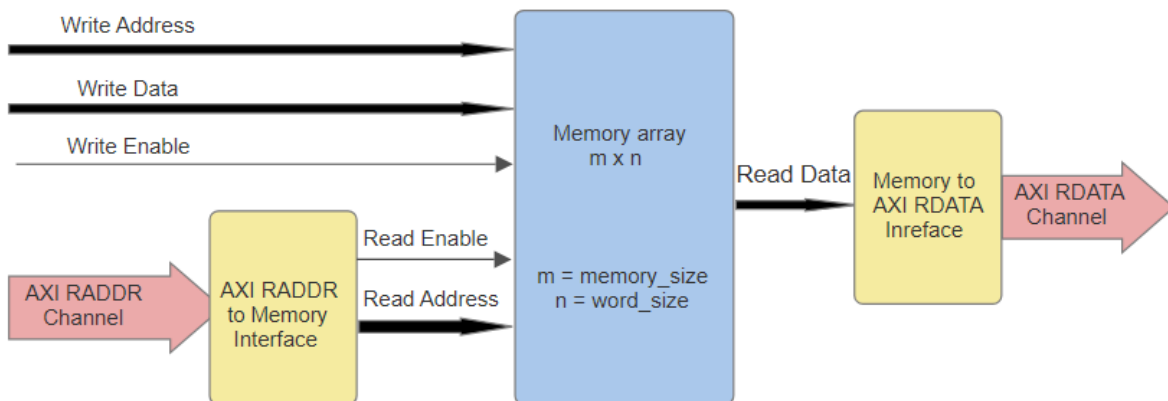 Write Address
Write Data
Write Enable
Memory array
m x n
m = memory_size
n = word_size
Read Enable
Read Address
AXI RADDR
Channel
AXI RADDR
to Memory
Interface
Read Data
Memory to
AXI RDATA
Inreface
AXI RDATA
Channel